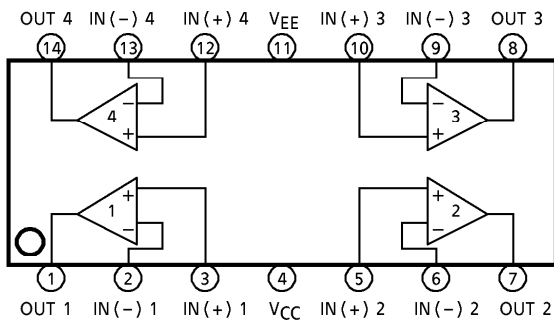 OUT 4 IN(−) 4 IN(+) 4 VEE IN(+) 3 IN(−) 3 OUT 3
14 13 12 11 10 9 8
− −
4 3
+ +
+ +
1 2
− −
1 2 3 4 5 6 7
OUT 1 IN(−) 1 IN(+) 1 VCC IN(+) 2 IN(−) 2 OUT 2